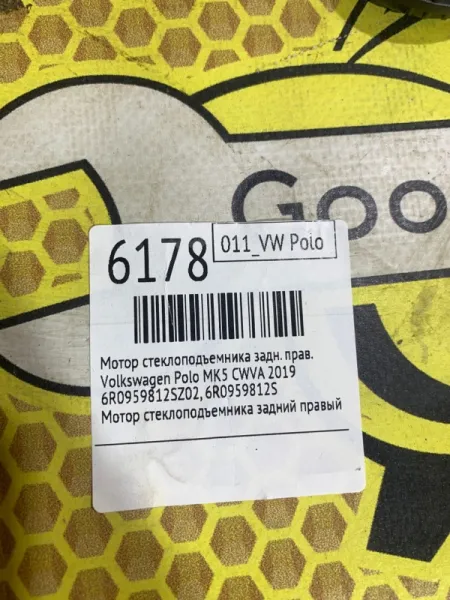 Goo
6178
011_VW Polo
Мотор стеклоподъемника задн. прав.
Volkswagen Polo MK5 CWVA 2019
6R0959812SZ02, 6R0959812S
Мотор стеклоподъемника задний правый